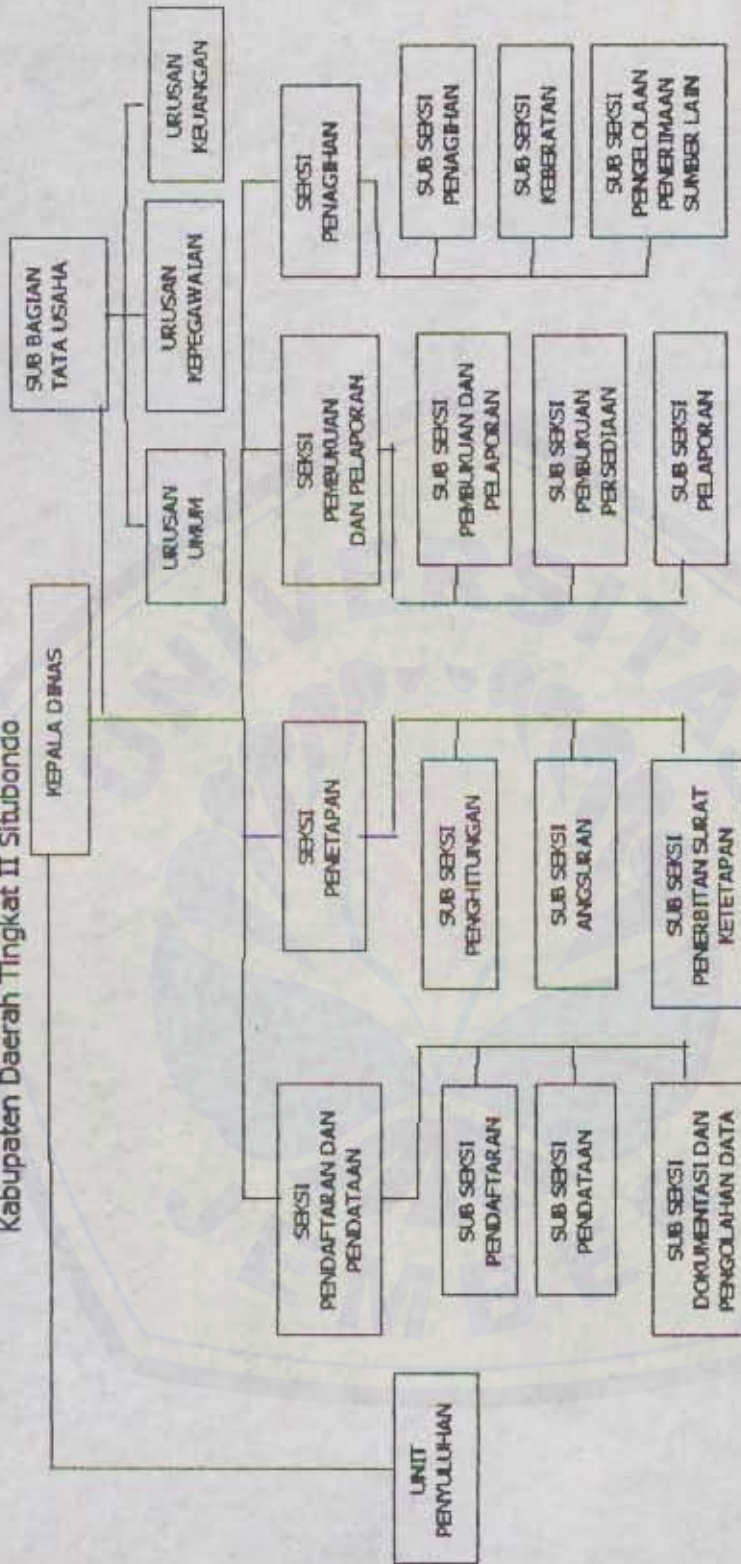 Kabupaten Daerah Tingkat II Situbondo
KEPALA DINAS
SUB BAGIAN
TATA USAHA
URUSAN
UMUM
URUSAN
KEPEGAWAIAN
URUSAN
KEUANGAN
UNIT
PENYULUHAN
SEKSI
PENDAFTARAN DAN
PENDATAAN
SUB SEKSI
PENDAFTARAN
SUB SEKSI
PENDATAAN
SUB SEKSI
DOKUMENTASI DAN
PENGOLAHAN DATA
SEKSI
PENETAPAN
SUB SEKSI
PENGHITUNGAN
SUB SEKSI
ANGSURAN
SUB SEKSI
PENERBITAN SURAT
KETETAPAN
SEKSI
PEMBUKUAN
DAN PELAPORAN
SUB SEKSI
PEMBUKUAN DAN
PELAPORAN
SUB SEKSI
PEMBUKUAN
PERSEDIAAN
SUB SEKSI
PELAPORAN
SEKSI
PENAGIHAN
SUB SEKSI
PENAGIHAN
SUB SEKSI
KEBERATAN
SUB SEKSI
PENGELOLAAN
PENERIMAAN
SUMBER LAIN
UNIVERSITAS
JEMBER